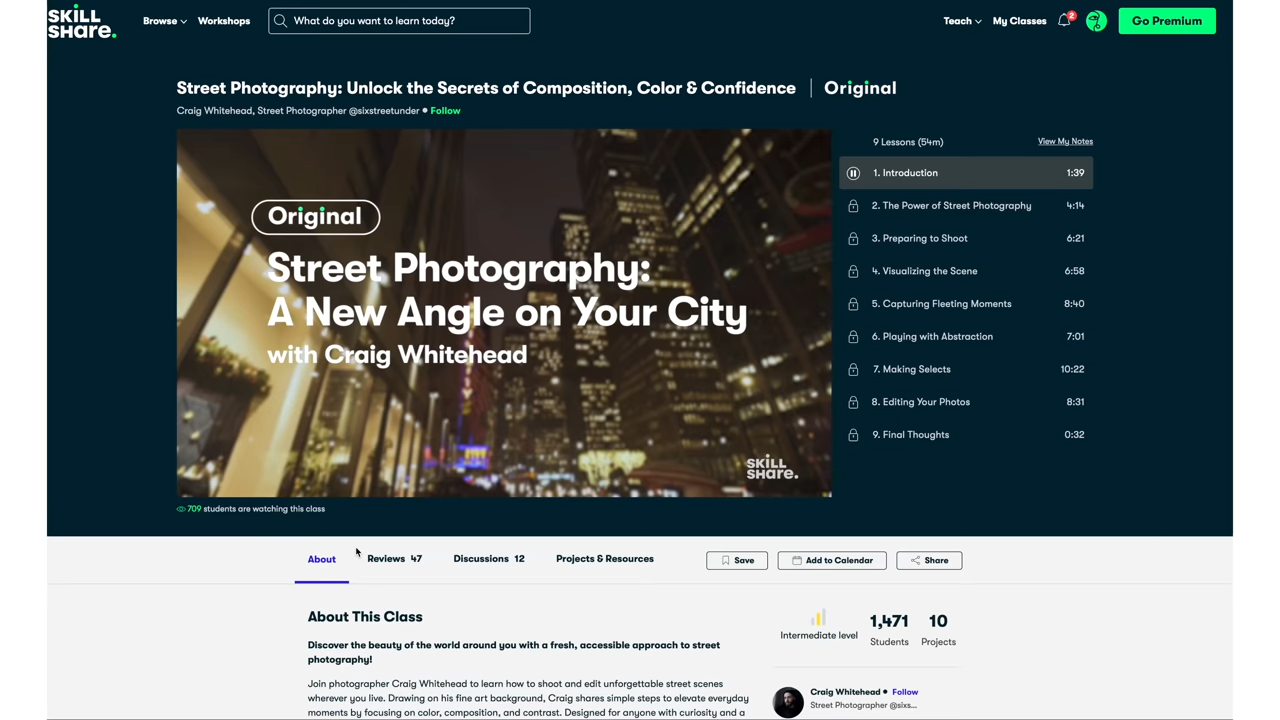 SKILL
SHARE.
Browse
Workshops
What do you want to learn today?
Teach
My Classes
2
Go Premium
Street Photography: Unlock the Secrets of Composition, Color & Confidence
Original
Craig Whitehead, Street Photographer @sixstreetunder • Follow
Original
Street Photography:
A New Angle on Your City
with Craig Whitehead
SKILL
SHARE.
709 students are watching this class
9 Lessons (54m)
View My Notes
1. Introduction 1:39
2. The Power of Street Photography 4:14
3. Preparing to Shoot 6:21
4. Visualizing the Scene 6:58
5. Capturing Fleeting Moments 8:40
6. Playing with Abstraction 7:01
7. Making Selects 10:22
8. Editing Your Photos 8:31
9. Final Thoughts 0:32
About
Reviews 47
Discussions 12
Projects & Resources
Save
Add to Calendar
Share
About This Class
Discover the beauty of the world around you with a fresh, accessible approach to street
photography!
Join photographer Craig Whitehead to learn how to shoot and edit unforgettable street scenes
wherever you live. Drawing on his fine art background, Craig shares simple steps to elevate everyday
moments by focusing on color, composition, and contrast. Designed for anyone with curiosity and a
Intermediate level
1,471
Students
10
Projects
Craig Whitehead • Follow
Street Photographer @sixs...